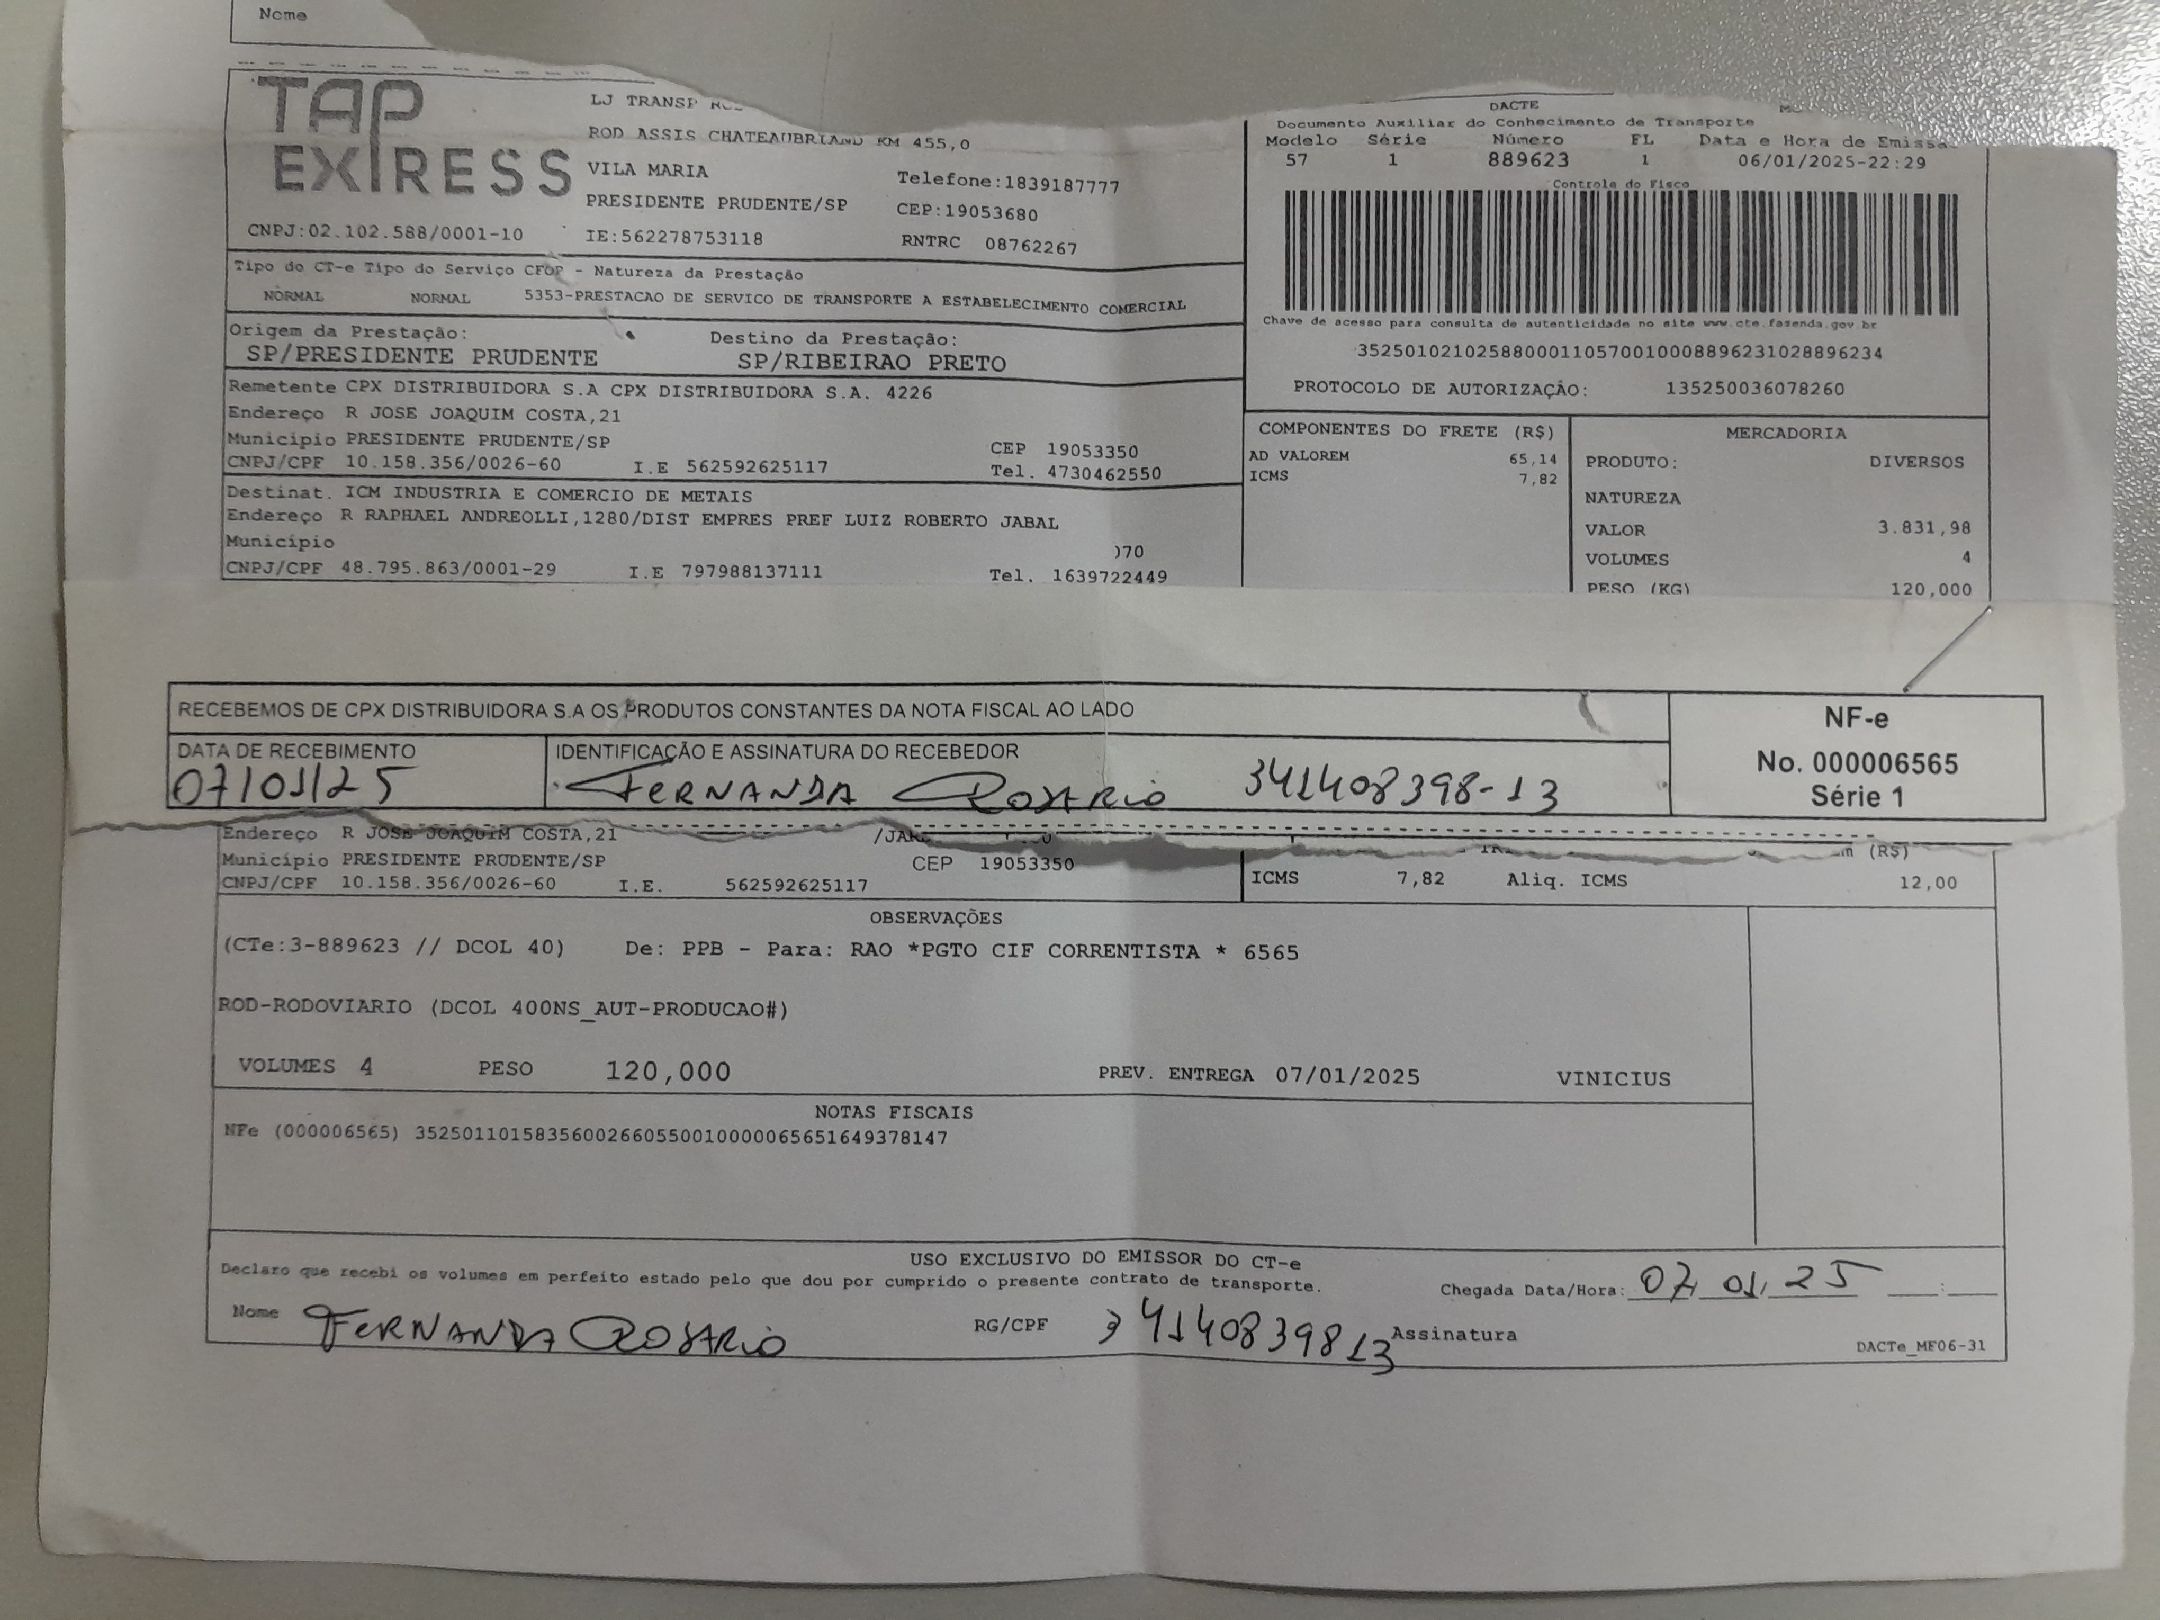 Nome
TAP
EXPRESS
LJ TRANSP
ROD ASSIS CHATEAUBRIAND KM 455,0
VILA MARIA
Telefone:1839187777
PRESIDENTE PRUDENTE/SP
CEP:19053680
CNPJ:02.102.588/0001-10
IE:562278753118
RNTRC 08762267
DACTE
Documento Auxiliar do Conhecimento de Transporte
Modelo Série Número FL Data e Hora de Emissa
57 1 889623 1 06/01/2025-22:29
Controle do Fisco
Chave de acesso para consulta de autenticidade no site www.cte.fazenda.gov br
35250102102588000110570010008896231028896234
PROTOCOLO DE AUTORIZAÇÃO: 135250036078260
Tipo do CT-e Tipo do Serviço CFOP - Natureza da Prestação
NORMAL NORMAL 5353-PRESTACAO DE SERVICO DE TRANSPORTE A ESTABELECIMENTO COMERCIAL
Origem da Prestação: Destino da Prestação:
SP/PRESIDENTE PRUDENTE SP/RIBEIRAO PRETO
Remetente CPX DISTRIBUIDORA S.A CPX DISTRIBUIDORA S.A. 4226
Endereço R JOSE JOAQUIM COSTA,21
Município PRESIDENTE PRUDENTE/SP CEP 19053350
CNPJ/CPF 10.158.356/0026-60 I.E 562592625117 Tel. 4730462550
Destinat. ICM INDUSTRIA E COMERCIO DE METAIS
Endereço R RAPHAEL ANDREOLLI,1280/DIST EMPRES PREF LUIZ ROBERTO JABAL
Município 070
CNPJ/CPF 48.795.863/0001-29 I.E 797988137111 Tel. 1639722449
COMPONENTES DO FRETE (R$)
AD VALOREM 65,14
ICMS 7,82
MERCADORIA
PRODUTO: DIVERSOS
NATUREZA
VALOR 3.831,98
VOLUMES 4
PESO (KG) 120,000
RECEBEMOS DE CPX DISTRIBUIDORA S.A OS PRODUTOS CONSTANTES DA NOTA FISCAL AO LADO
DATA DE RECEBIMENTO
07/01/25
IDENTIFICAÇÃO E ASSINATURA DO RECEBEDOR
FERNANDA ROSARIO 341408398-13
NF-e
No. 000006565
Série 1
Endereço R JOSE JOAQUIM COSTA,21
Município PRESIDENTE PRUDENTE/SP CEP 19053350
CNPJ/CPF 10.158.356/0026-60 I.E. 562592625117
(R$)
ICMS 7,82 Aliq. ICMS 12,00
OBSERVAÇÕES
(CTe:3-889623 // DCOL 40) De: PPB - Para: RAO *PGTO CIF CORRENTISTA * 6565
ROD-RODOVIARIO (DCOL 400NS_AUT-PRODUCAO#)
VOLUMES 4 PESO 120,000 PREV. ENTREGA 07/01/2025 VINICIUS
NOTAS FISCAIS
NFe (000006565) 35250110158356002660550010000065651649378147
USO EXCLUSIVO DO EMISSOR DO CT-e
Declaro que recebi os volumes em perfeito estado pelo que dou por cumprido o presente contrato de transporte.
Chegada Data/Hora: 07, 01, 25 :
Nome FERNANDA ROSARIO RG/CPF 34140839813 Assinatura
DACTe_MF06-31